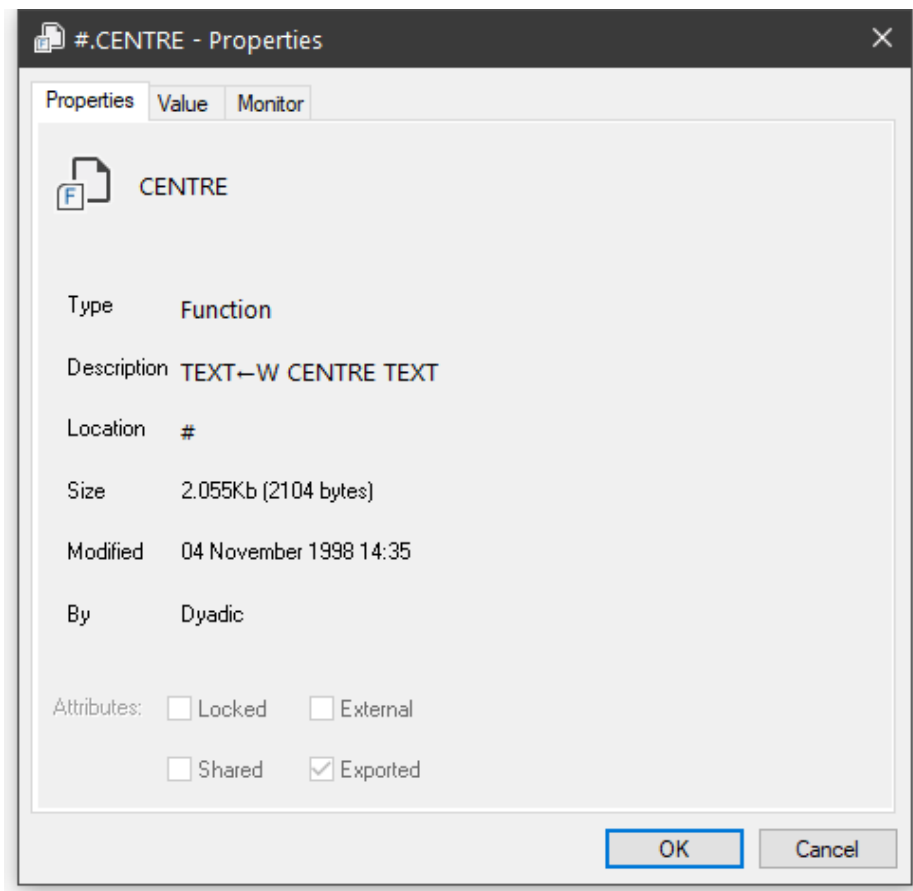 #.CENTRE - Properties
Properties Value Monitor
F CENTRE
Type Function
Description TEXT←W CENTRE TEXT
Location #
Size 2.055Kb (2104 bytes)
Modified 04 November 1998 14:35
By Dyadic
Attributes: Locked External
Shared Exported
OK Cancel